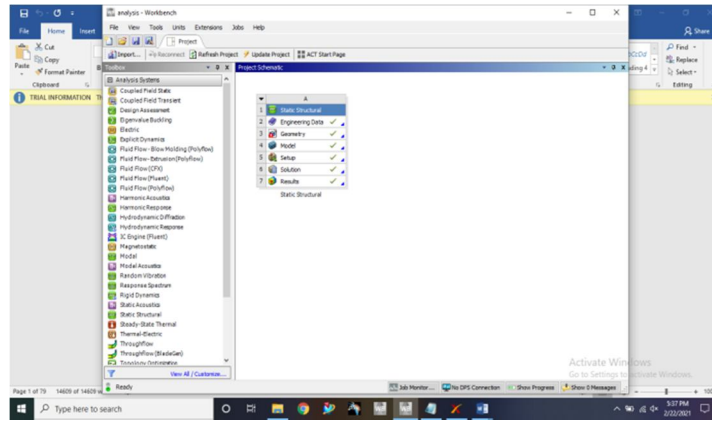 analysis - Workbench
File Home Insert
Share
File View Tools Units Extensions Jobs Help
Project
Import... Reconnect Refresh Project Update Project ACT Start Page
Cut
Copy
Format Painter
Paste
Clipboard
Find
Replace
Select
Editing
TRIAL INFORMATION
Toolbox
Project Schematic
Analysis Systems
Coupled Field Static
Coupled Field Transient
Design Assessment
Eigenvalue Buckling
Electric
Explicit Dynamics
Fluid Flow - Blow Molding (Polyflow)
Fluid Flow - Extrusion(Polyflow)
Fluid Flow (CFX)
Fluid Flow (Fluent)
Fluid Flow (Polyflow)
Harmonic Acoustics
Harmonic Response
Hydrodynamic Diffraction
Hydrodynamic Response
IC Engine (Fluent)
Magnetostatic
Modal
Modal Acoustics
Random Vibration
Response Spectrum
Rigid Dynamics
Static Acoustics
Static Structural
Steady-State Thermal
Thermal-Electric
Throughflow
Throughflow (BladeGen)
Topology Optimization
View All / Customize...
A
1 Static Structural
2 Engineering Data
3 Geometry
4 Model
5 Setup
6 Solution
7 Results
Static Structural
Activate Windows
Go to Settings to activate Windows.
Ready
Job Monitor... No DPS Connection Show Progress Show 0 Messages
Page 1 of 79 14609 of 14609
Type here to search
5:37 PM
2/22/2021